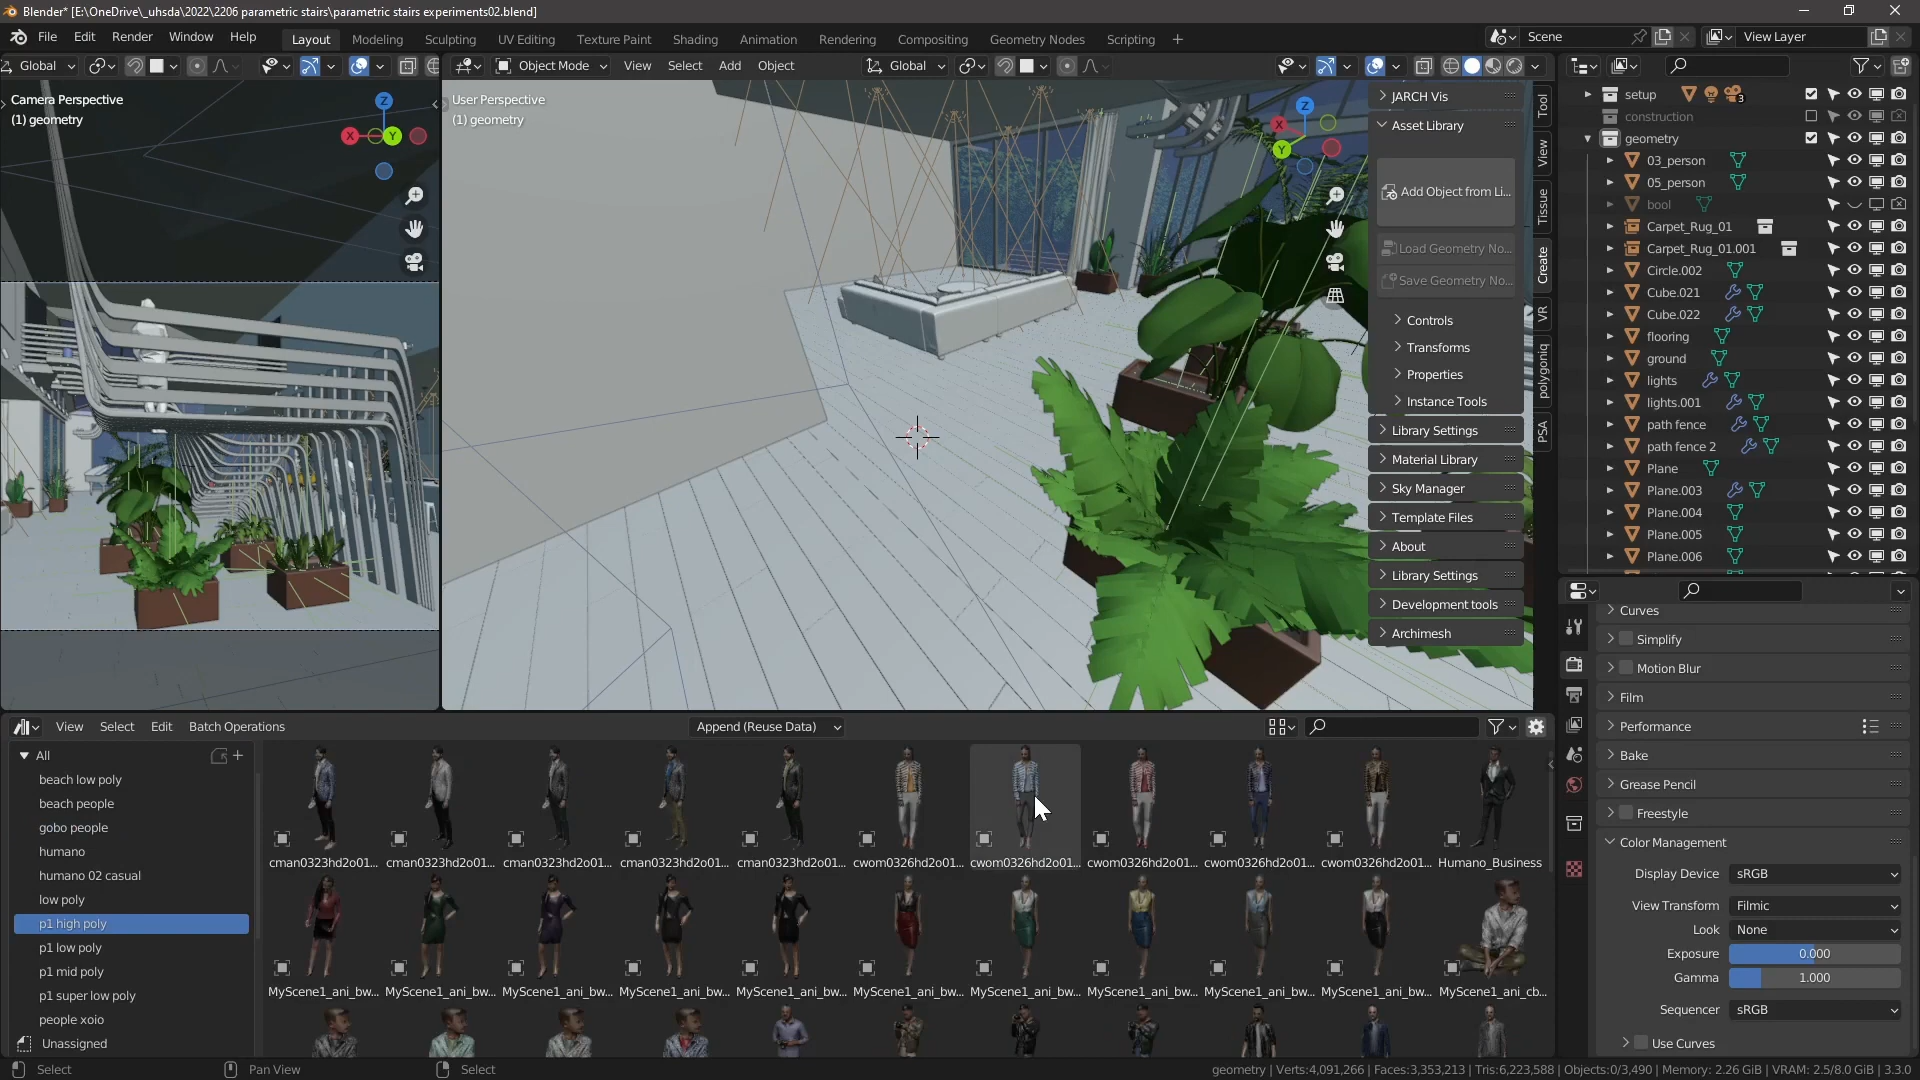 Blender* [E:\OneDrive\_uhsda\2022\2206 parametric stairs\parametric stairs experiments02.blend]
File Edit Render Window Help Layout Modeling Sculpting UV Editing Texture Paint Shading Animation Rendering Compositing Geometry Nodes Scripting + Scene View Layer
Global
Object Mode View Select Add Object Global
Camera Perspective
(1) geometry
User Perspective
(1) geometry
X Y Z
X Y Z
JARCH Vis
Asset Library
Add Object from Li...
Load Geometry No...
Save Geometry No...
Controls
Transforms
Properties
Instance Tools
Library Settings
Material Library
Sky Manager
Template Files
About
Library Settings
Development tools
Archimesh
Tool
View
Tissue
Create
VR
polygoniq
PSA
setup 3
construction
geometry
03_person
05_person
bool
Carpet_Rug_01
Carpet_Rug_01.001
Circle.002
Cube.021
Cube.022
flooring
ground
lights
lights.001
path fence
path fence 2
Plane
Plane.003
Plane.004
Plane.005
Plane.006
Curves
Simplify
Motion Blur
Film
Performance
Bake
Grease Pencil
Freestyle
Color Management
Display Device sRGB
View Transform Filmic
Look None
Exposure 0.000
Gamma 1.000
Sequencer sRGB
Use Curves
View Select Edit Batch Operations Append (Reuse Data)
All
beach low poly
beach people
gobo people
humano
humano 02 casual
low poly
p1 high poly
p1 low poly
p1 mid poly
p1 super low poly
people xoio
Unassigned
cman0323hd2o01... cman0323hd2o01... cman0323hd2o01... cman0323hd2o01... cman0323hd2o01... cwom0326hd2o01... cwom0326hd2o01... cwom0326hd2o01... cwom0326hd2o01... cwom0326hd2o01... Humano_Business
MyScene1_ani_bw... MyScene1_ani_bw... MyScene1_ani_bw... MyScene1_ani_bw... MyScene1_ani_bw... MyScene1_ani_bw... MyScene1_ani_bw... MyScene1_ani_bw... MyScene1_ani_bw... MyScene1_ani_bw... MyScene1_ani_cb...
Select Pan View Select geometry | Verts:4,091,266 | Faces:3,353,213 | Tris:6,223,588 | Objects:0/3,490 | Memory: 2.26 GiB | VRAM: 2.5/8.0 GiB | 3.3.0